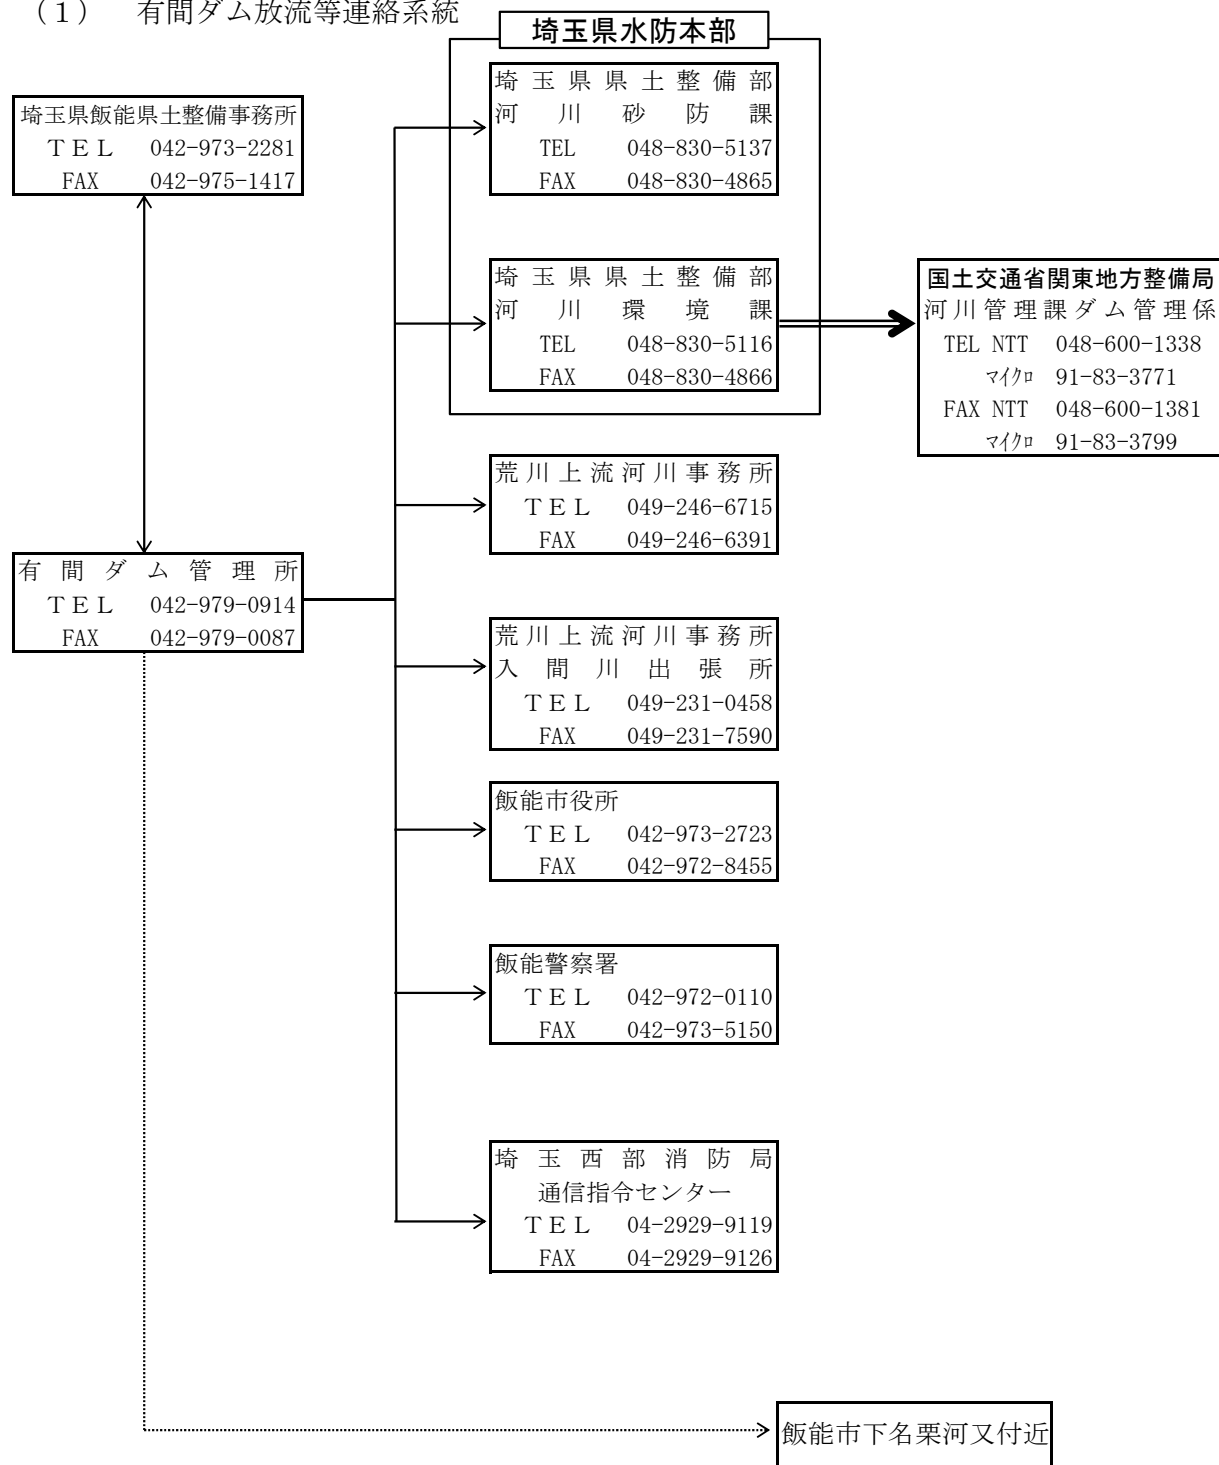 （１）　有間ダム放流等連絡系統
埼玉県水防本部
埼玉県県土整備部
河川砂防課
TEL 048-830-5137
FAX 048-830-4865
埼玉県飯能県土整備事務所
ＴＥＬ 042-973-2281
FAX 042-975-1417
埼玉県県土整備部
河川環境課
TEL 048-830-5116
FAX 048-830-4866
国土交通省関東地方整備局
河川管理課ダム管理係
TEL NTT 048-600-1338
ﾏｲｸﾛ 91-83-3771
FAX NTT 048-600-1381
ﾏｲｸﾛ 91-83-3799
荒川上流河川事務所
ＴＥＬ 049-246-6715
FAX 049-246-6391
有間ダム管理所
ＴＥＬ 042-979-0914
FAX 042-979-0087
荒川上流河川事務所
入間川出張所
ＴＥＬ 049-231-0458
FAX 049-231-7590
飯能市役所
ＴＥＬ 042-973-2723
FAX 042-972-8455
飯能警察署
ＴＥＬ 042-972-0110
FAX 042-973-5150
埼玉西部消防局
通信指令センター
ＴＥＬ 04-2929-9119
FAX 04-2929-9126
飯能市下名栗河又付近